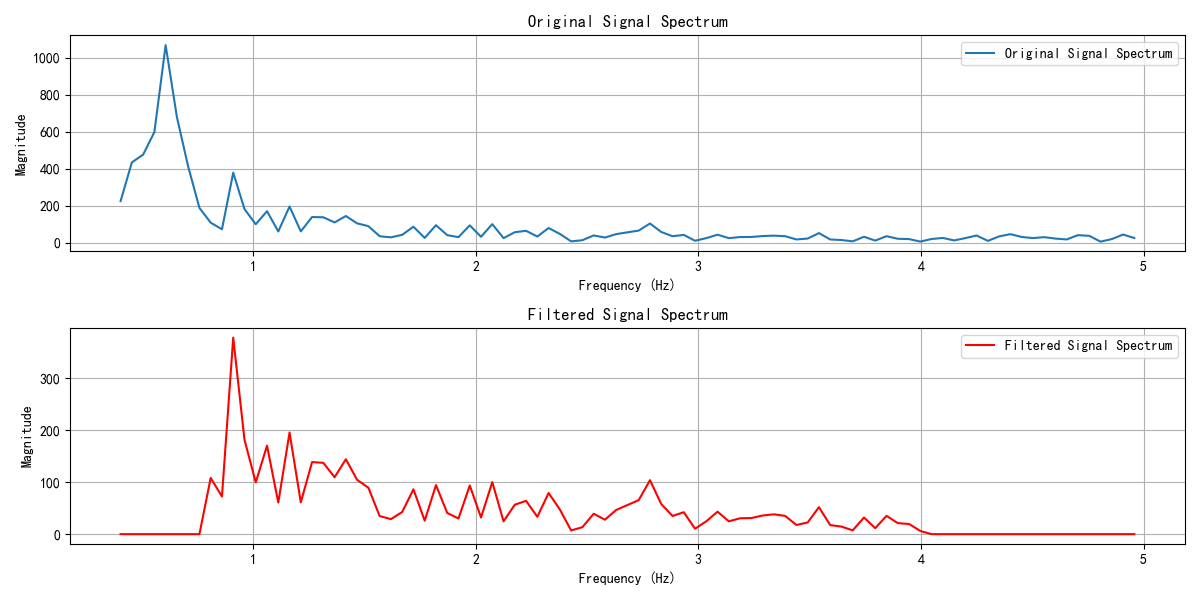 Original Signal Spectrum
Original Signal Spectrum
Magnitude
1000
800
600
400
200
0
1
2
3
4
5
Frequency (Hz)
Filtered Signal Spectrum
Filtered Signal Spectrum
Magnitude
300
200
100
0
1
2
3
4
5
Frequency (Hz)